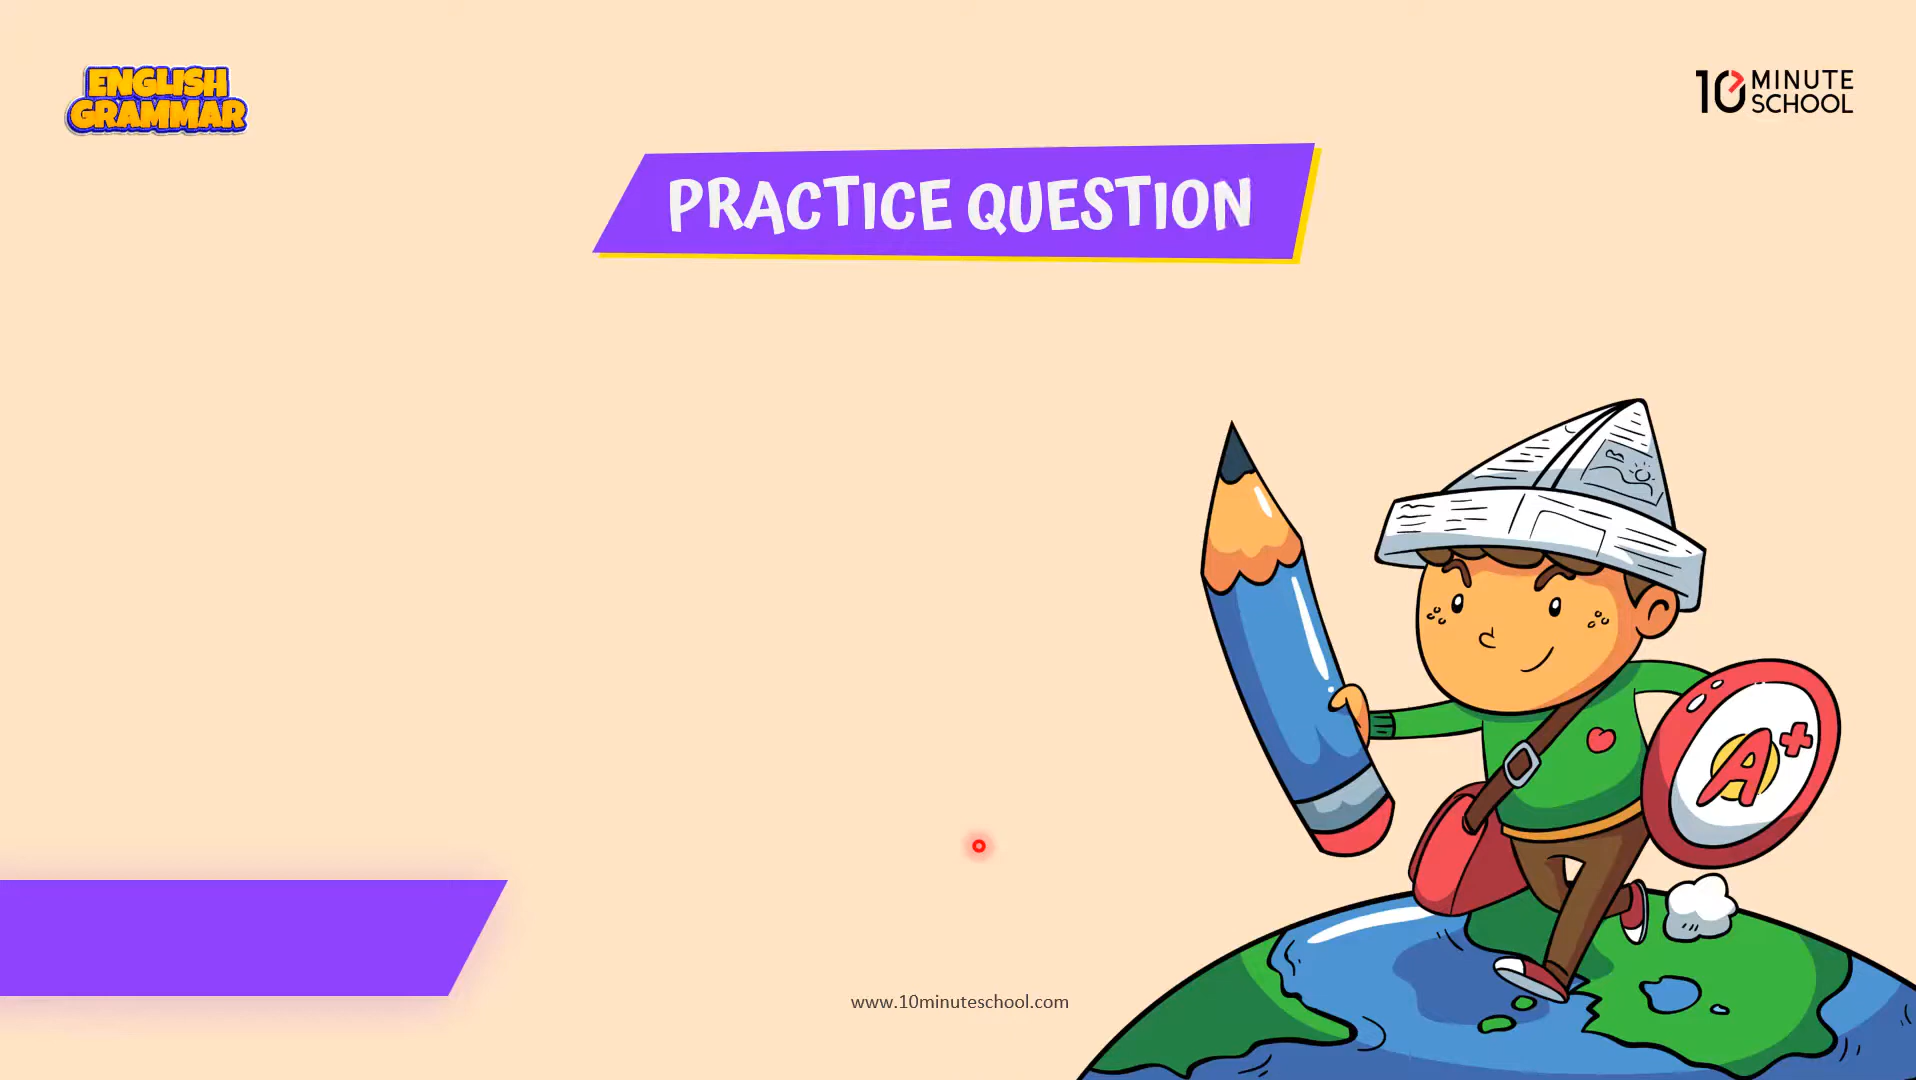 ENGLISH
GRAMMAR
10 MINUTE
SCHOOL
PRACTICE QUESTION
A+
www.10minuteschool.com